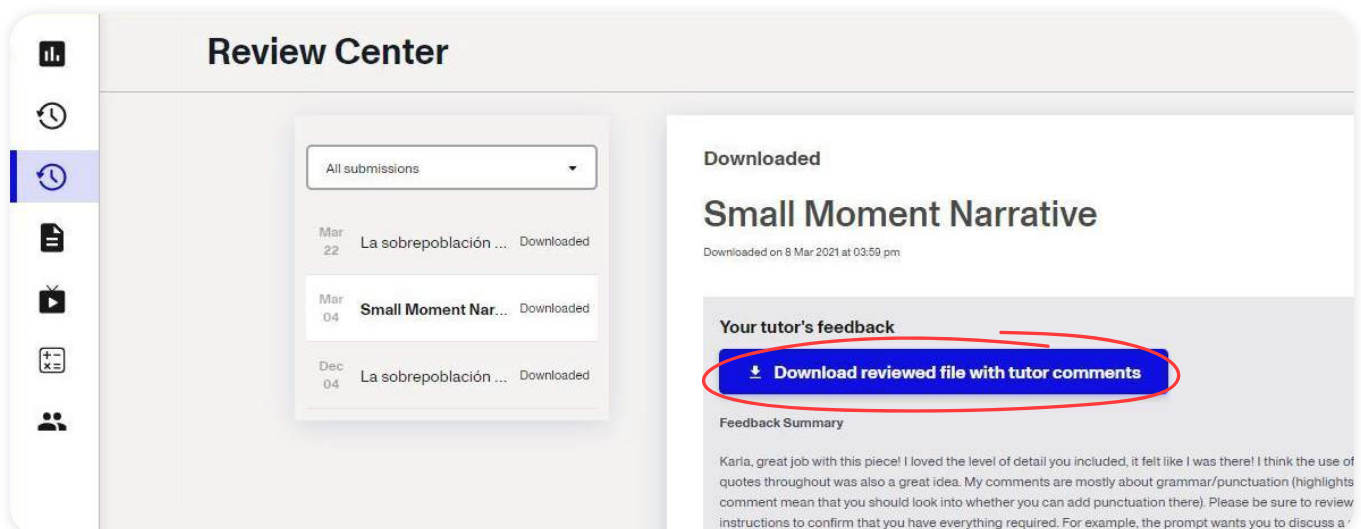 Review Center
All submissions
Mar
22
La sobrepoblación ... Downloaded
Mar
04
Small Moment Nar... Downloaded
Dec
04
La sobrepoblación ... Downloaded
Downloaded
Small Moment Narrative
Downloaded on 8 Mar 2021 at 03:59 pm
Your tutor's feedback
Download reviewed file with tutor comments
Feedback Summary
Karla, great job with this piece! I loved the level of detail you included, it felt like I was there! I think the use of
quotes throughout was also a great idea. My comments are mostly about grammar/punctuation (highlights
comment mean that you should look into whether you can add punctuation there). Please be sure to review
instructions to confirm that you have everything required. For example, the prompt wants you to discuss a